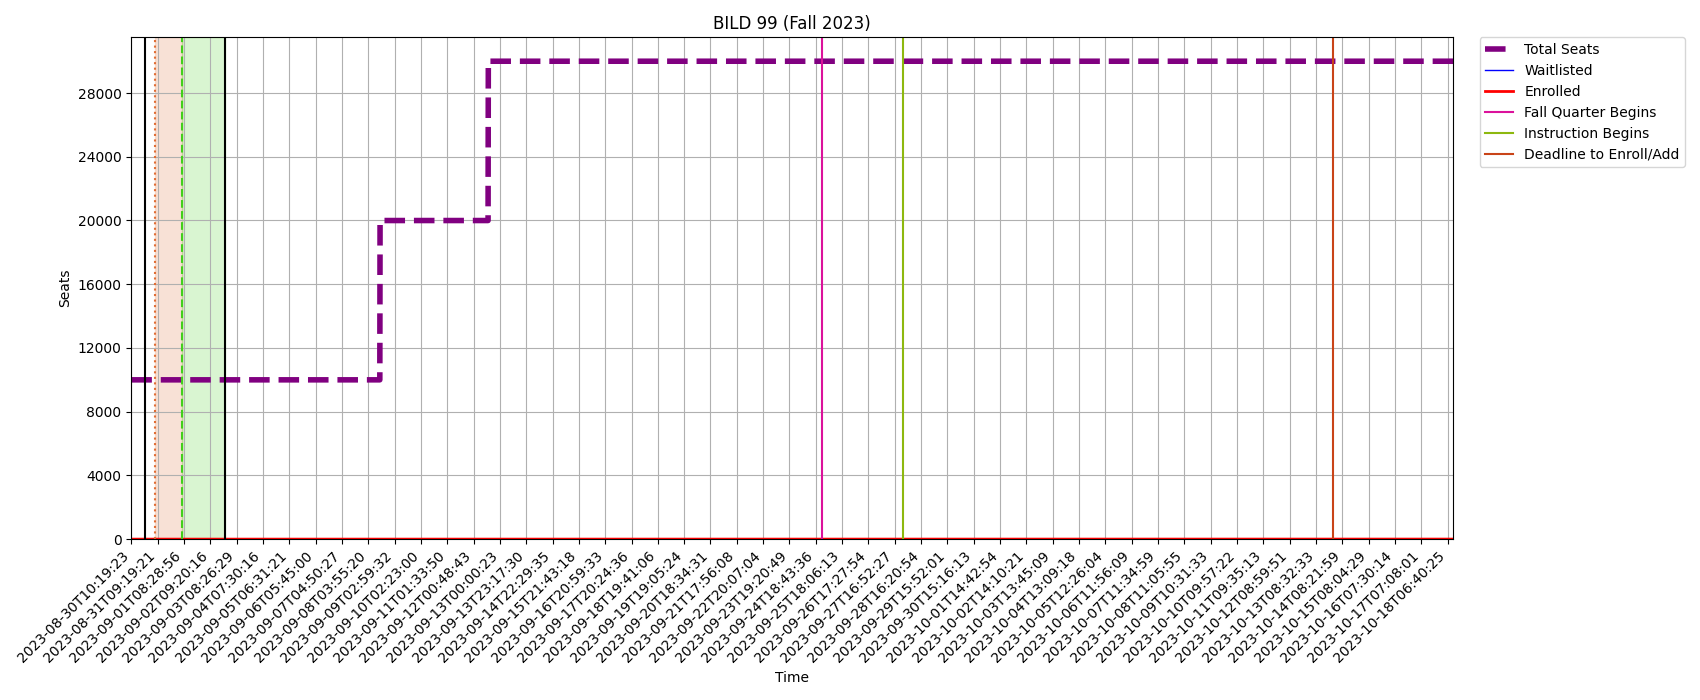 BILD 99 (Fall 2023)
Total Seats
Waitlisted
Enrolled
Fall Quarter Begins
Instruction Begins
Deadline to Enroll/Add
Seats
28000
24000
20000
16000
12000
8000
4000
0
2023-08-30T10:19:23
2023-08-31T09:19:21
2023-09-01T08:28:56
2023-09-02T09:20:16
2023-09-03T08:26:29
2023-09-04T07:30:16
2023-09-05T06:31:21
2023-09-06T05:45:00
2023-09-07T04:50:27
2023-09-08T03:55:20
2023-09-09T02:59:32
2023-09-10T02:23:00
2023-09-11T01:33:50
2023-09-12T00:48:43
2023-09-13T00:00:23
2023-09-13T23:17:30
2023-09-14T22:29:35
2023-09-15T21:43:18
2023-09-16T20:59:33
2023-09-17T20:24:36
2023-09-18T19:41:06
2023-09-19T19:05:24
2023-09-20T18:34:31
2023-09-21T17:56:08
2023-09-22T20:07:04
2023-09-23T19:20:49
2023-09-24T18:43:36
2023-09-25T18:06:13
2023-09-26T17:27:54
2023-09-27T16:52:27
2023-09-28T16:20:54
2023-09-29T15:52:01
2023-09-30T15:16:13
2023-10-01T14:42:54
2023-10-02T14:10:21
2023-10-03T13:45:09
2023-10-04T13:09:18
2023-10-05T12:26:04
2023-10-06T11:56:09
2023-10-07T11:34:59
2023-10-08T11:05:55
2023-10-09T10:31:33
2023-10-10T09:57:22
2023-10-11T09:35:13
2023-10-12T08:59:51
2023-10-13T08:32:33
2023-10-14T08:21:59
2023-10-15T08:04:29
2023-10-16T07:30:14
2023-10-17T07:08:01
2023-10-18T06:40:25
Time